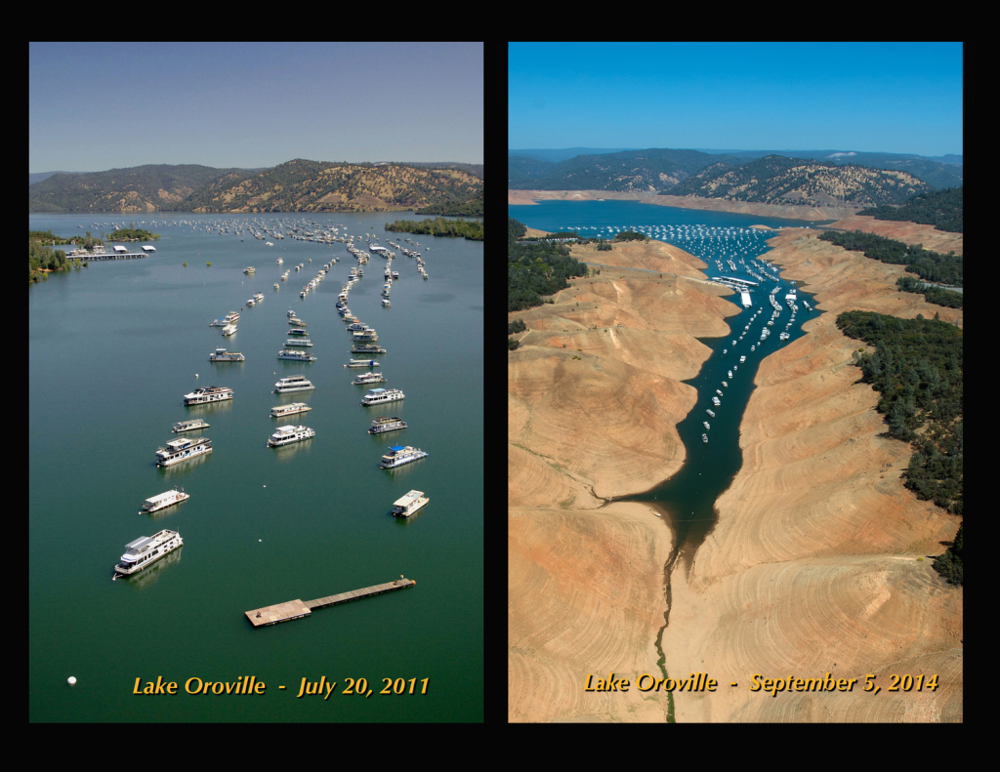 Lake Oroville - July 20, 2011
Lake Oroville - September 5, 2014